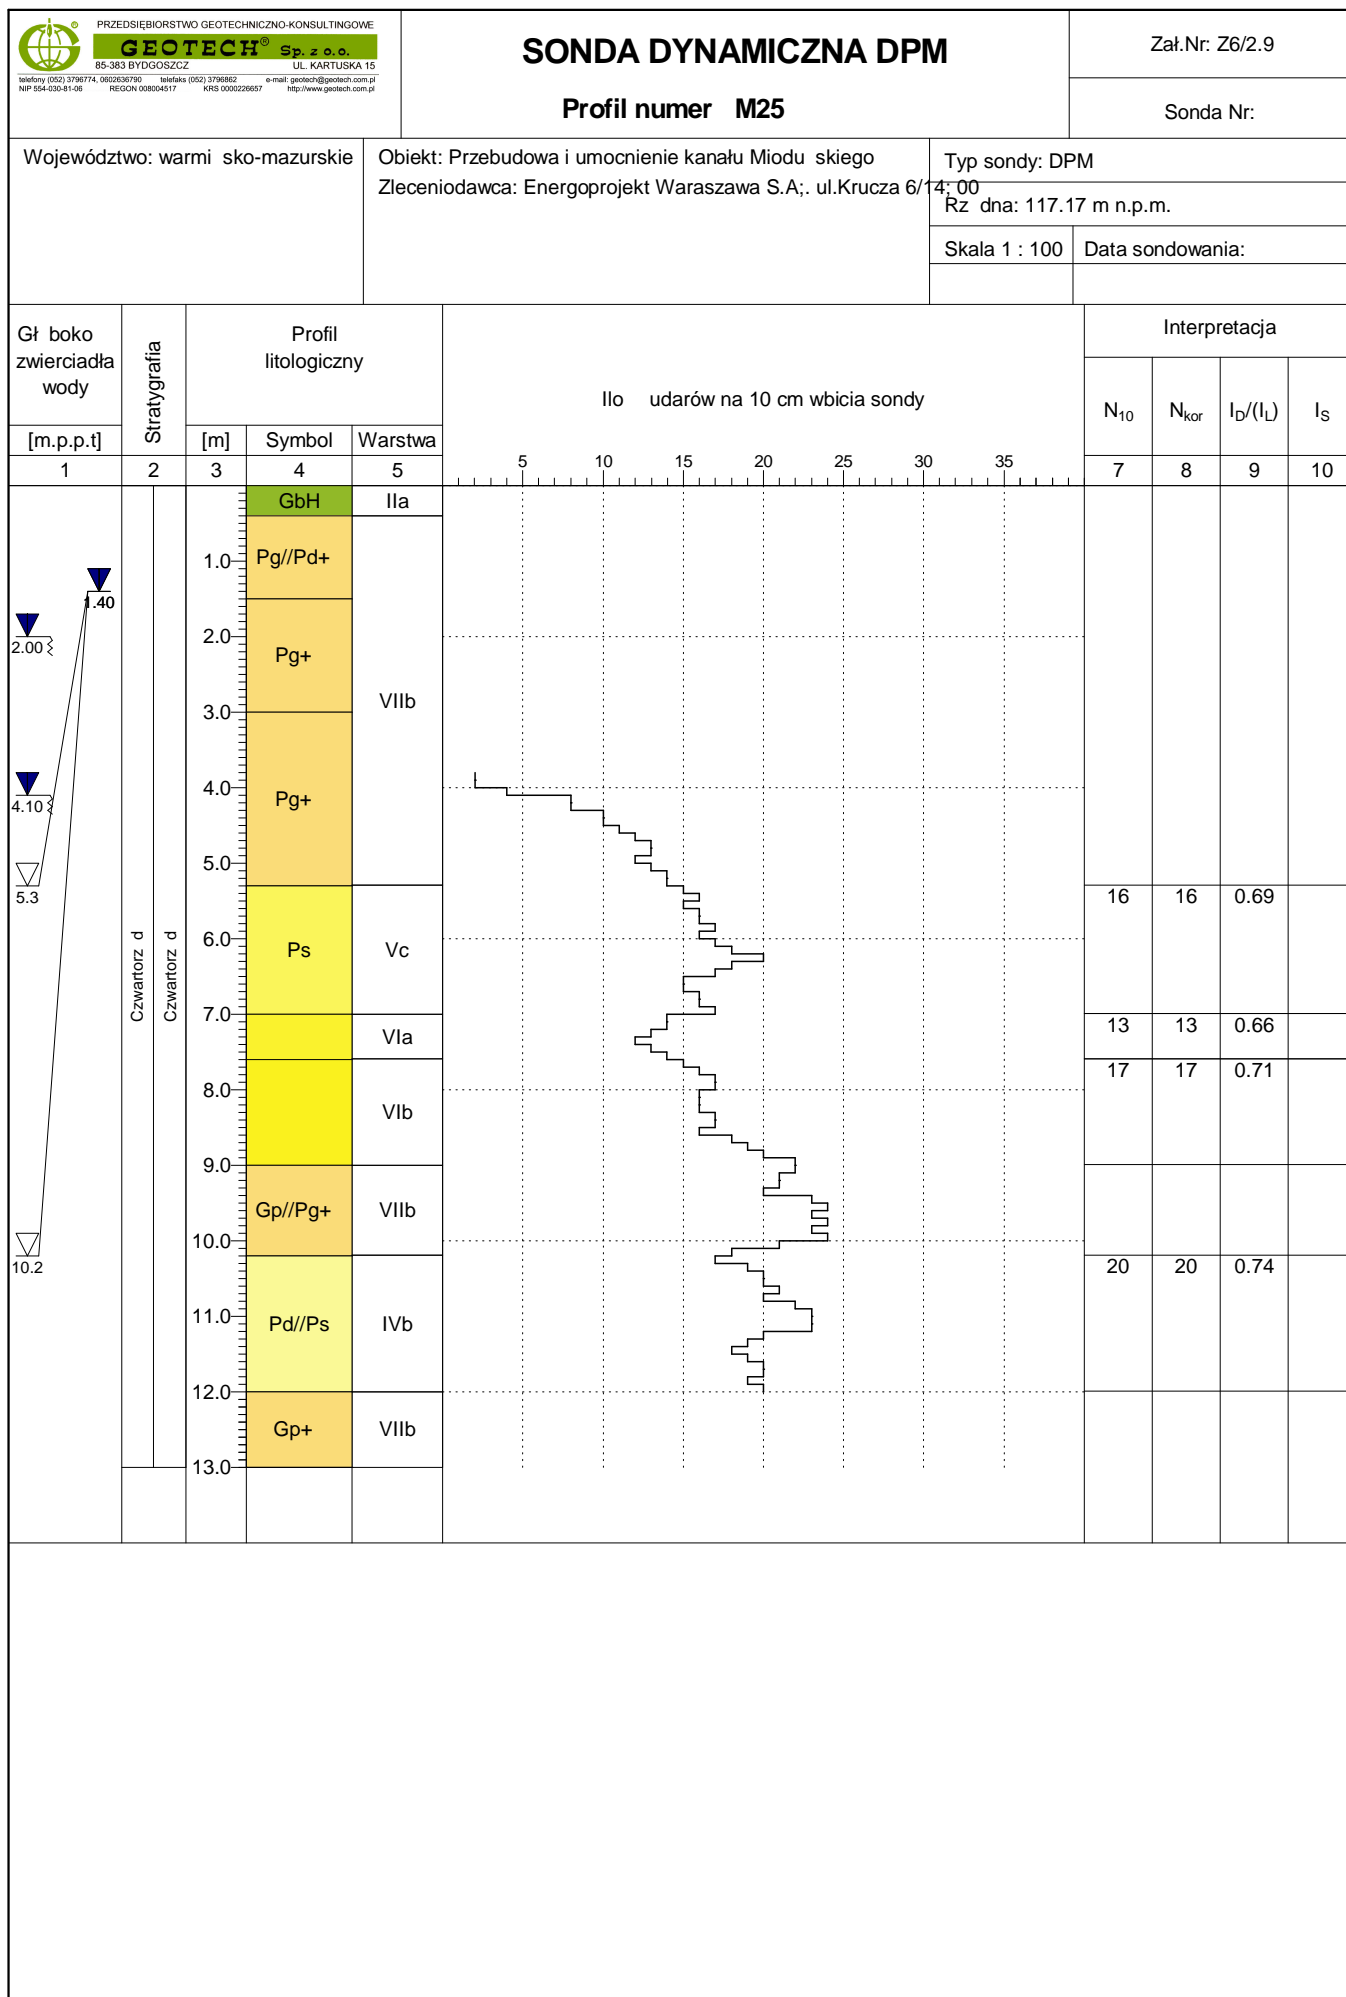 PRZEDSIĘBIORSTWO GEOTECHNICZNO-KONSULTINGOWE
GEOTECH® Sp. z o.o.
85-383 BYDGOSZCZ UL. KARTUSKA 15
telefony (052) 3796774, 0602636790 telefaks (052) 3796862 e-mail: geotech@geotech.com.pl
NIP 554-030-81-06 REGON 008004517 KRS 0000226657 http://www.geotech.com.pl
SONDA DYNAMICZNA DPM
Profil numer M25
Zał.Nr: Z6/2.9
Sonda Nr:
Województwo: warmi sko-mazurskie
Obiekt: Przebudowa i umocnienie kanału Miodu skiego
Zleceniodawca: Energoprojekt Waraszawa S.A;. ul.Krucza 6/14; 00
Typ sondy: DPM
Rz dna: 117.17 m n.p.m.
Skala 1 : 100 Data sondowania:
Gł boko
zwierciadła
wody
[m.p.p.t]
Stratygrafia
Profil
litologiczny
[m] Symbol Warstwa
Ilo udarów na 10 cm wbicia sondy
Interpretacja
N10 Nkor ID/(IL) IS
5 10 15 20 25 30 35
1 2 3 4 5 7 8 9 10
GbH IIa
1.0 Pg//Pd+
1.40
2.00
2.0
Pg+
VIIb
3.0
4.0
4.10
Pg+
5.0
5.3
16 16 0.69
Czwartorz d
Czwartorz d
6.0
Ps Vc
7.0
13 13 0.66
VIa
17 17 0.71
8.0
VIb
9.0
Gp//Pg+ VIIb
10.0
10.2
20 20 0.74
11.0
Pd//Ps IVb
12.0
Gp+ VIIb
13.0